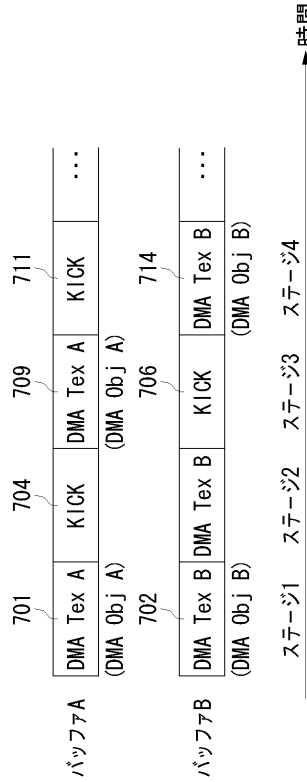 701 704 709 711
バッファA DMA Tex A KICK DMA Tex A KICK ...
(DMA Obj A) (DMA Obj A)
702 706 714
バッファB DMA Tex B DMA Tex B KICK DMA Tex B ...
(DMA Obj B) (DMA Obj B)
ステージ1 ステージ2 ステージ3 ステージ4
時間